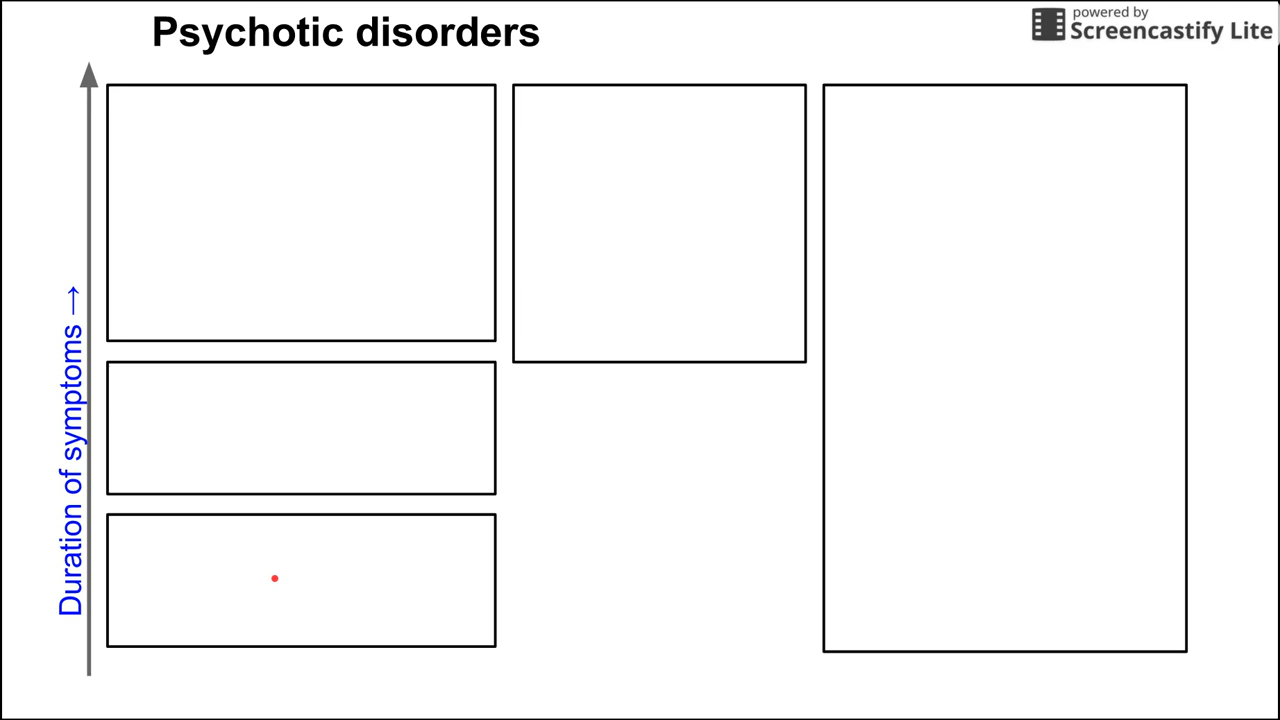 Psychotic disorders
powered by
Screencastify Lite
Duration of symptoms →